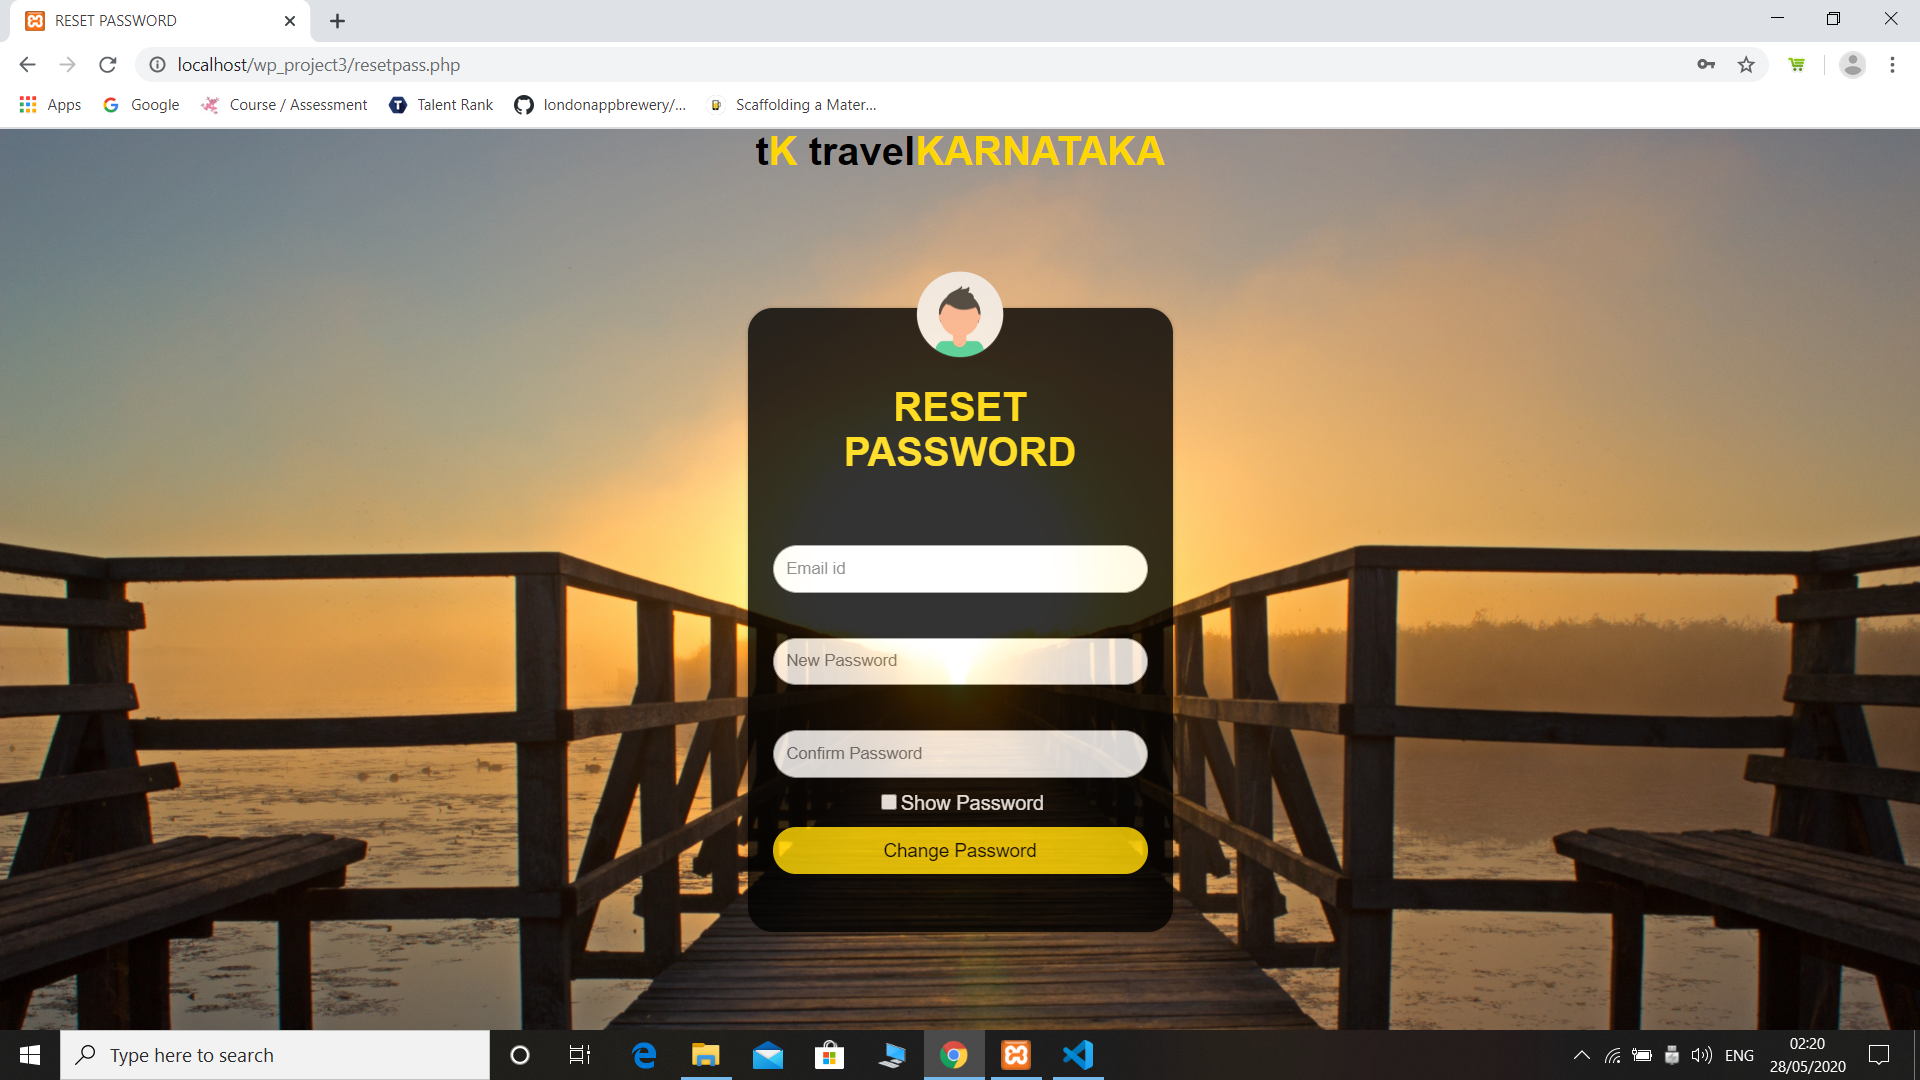 RESET PASSWORD
localhost/wp_project3/resetpass.php
Apps
Google
Course / Assessment
Talent Rank
londonappbrewery/...
Scaffolding a Mater...
tK travelKARNATAKA
RESET
PASSWORD
Email id
New Password
Confirm Password
Show Password
Change Password
Type here to search
ENG
02:20
28/05/2020